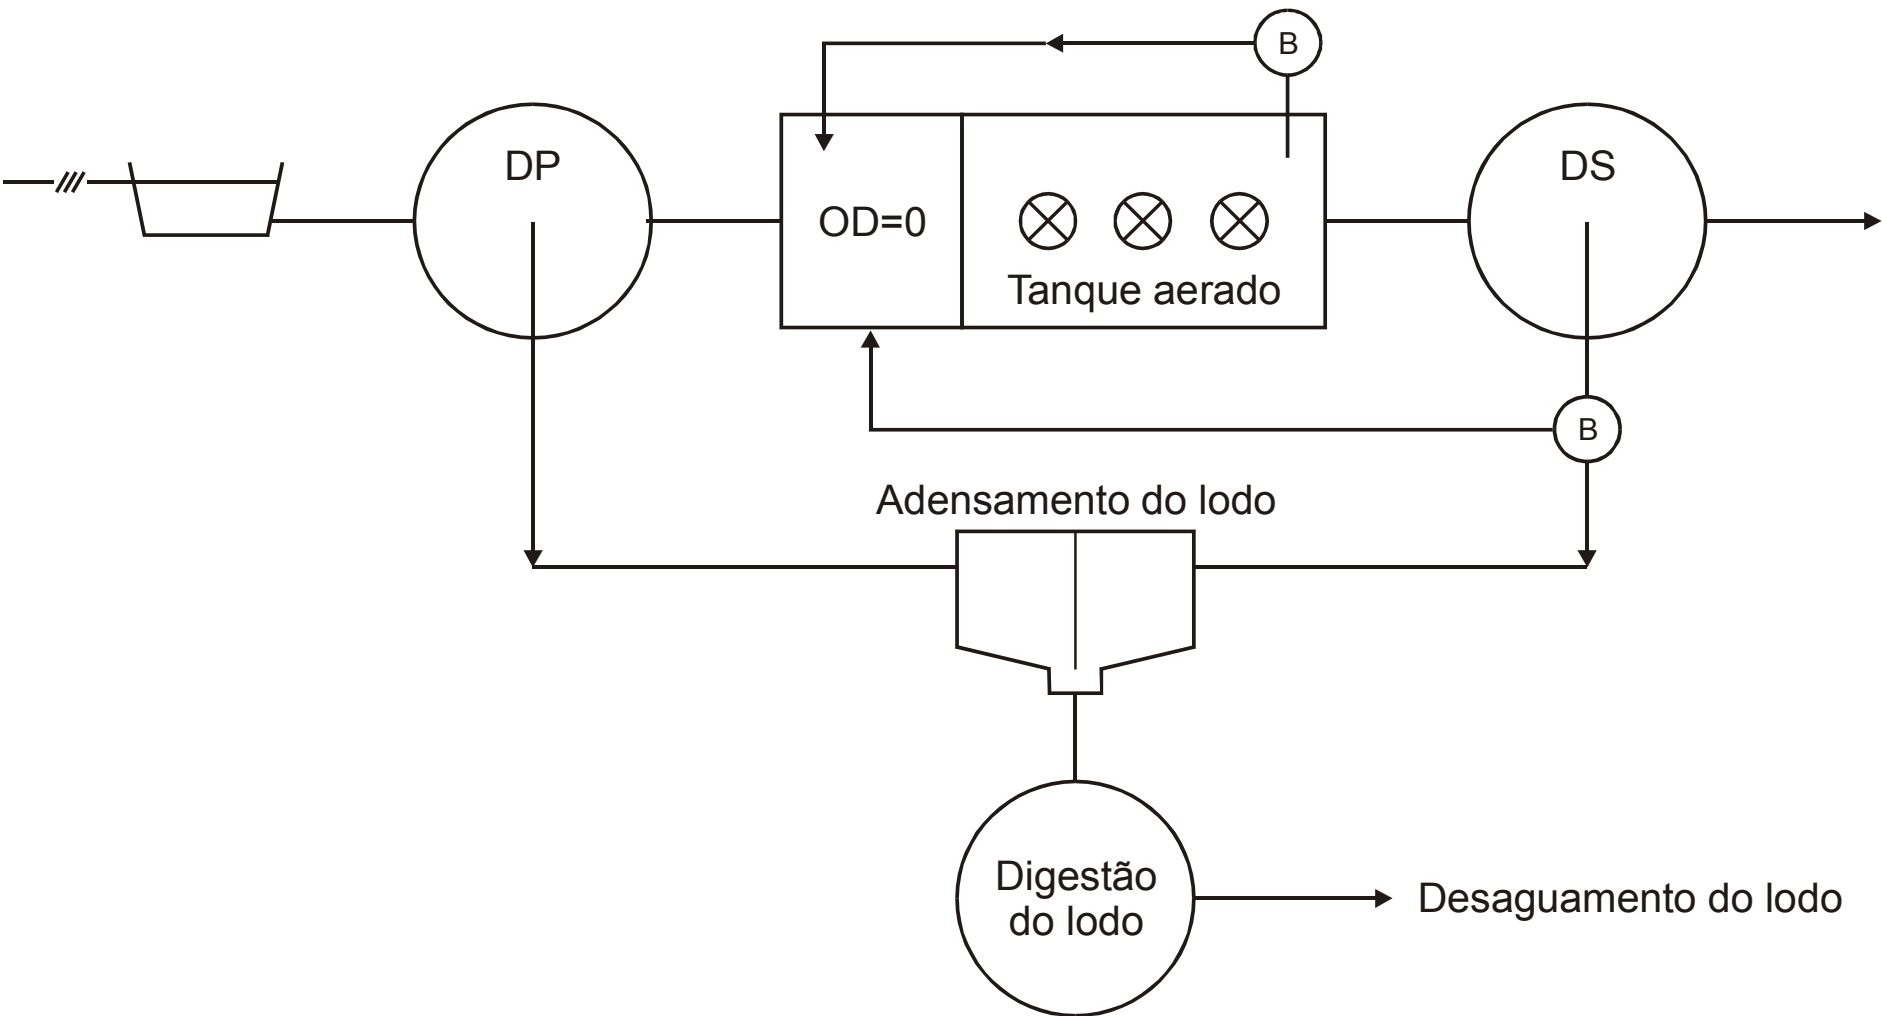 B
DP
DS
OD=0
Tanque aerado
B
Adensamento do lodo
Digestão
do lodo
Desaguamento do lodo